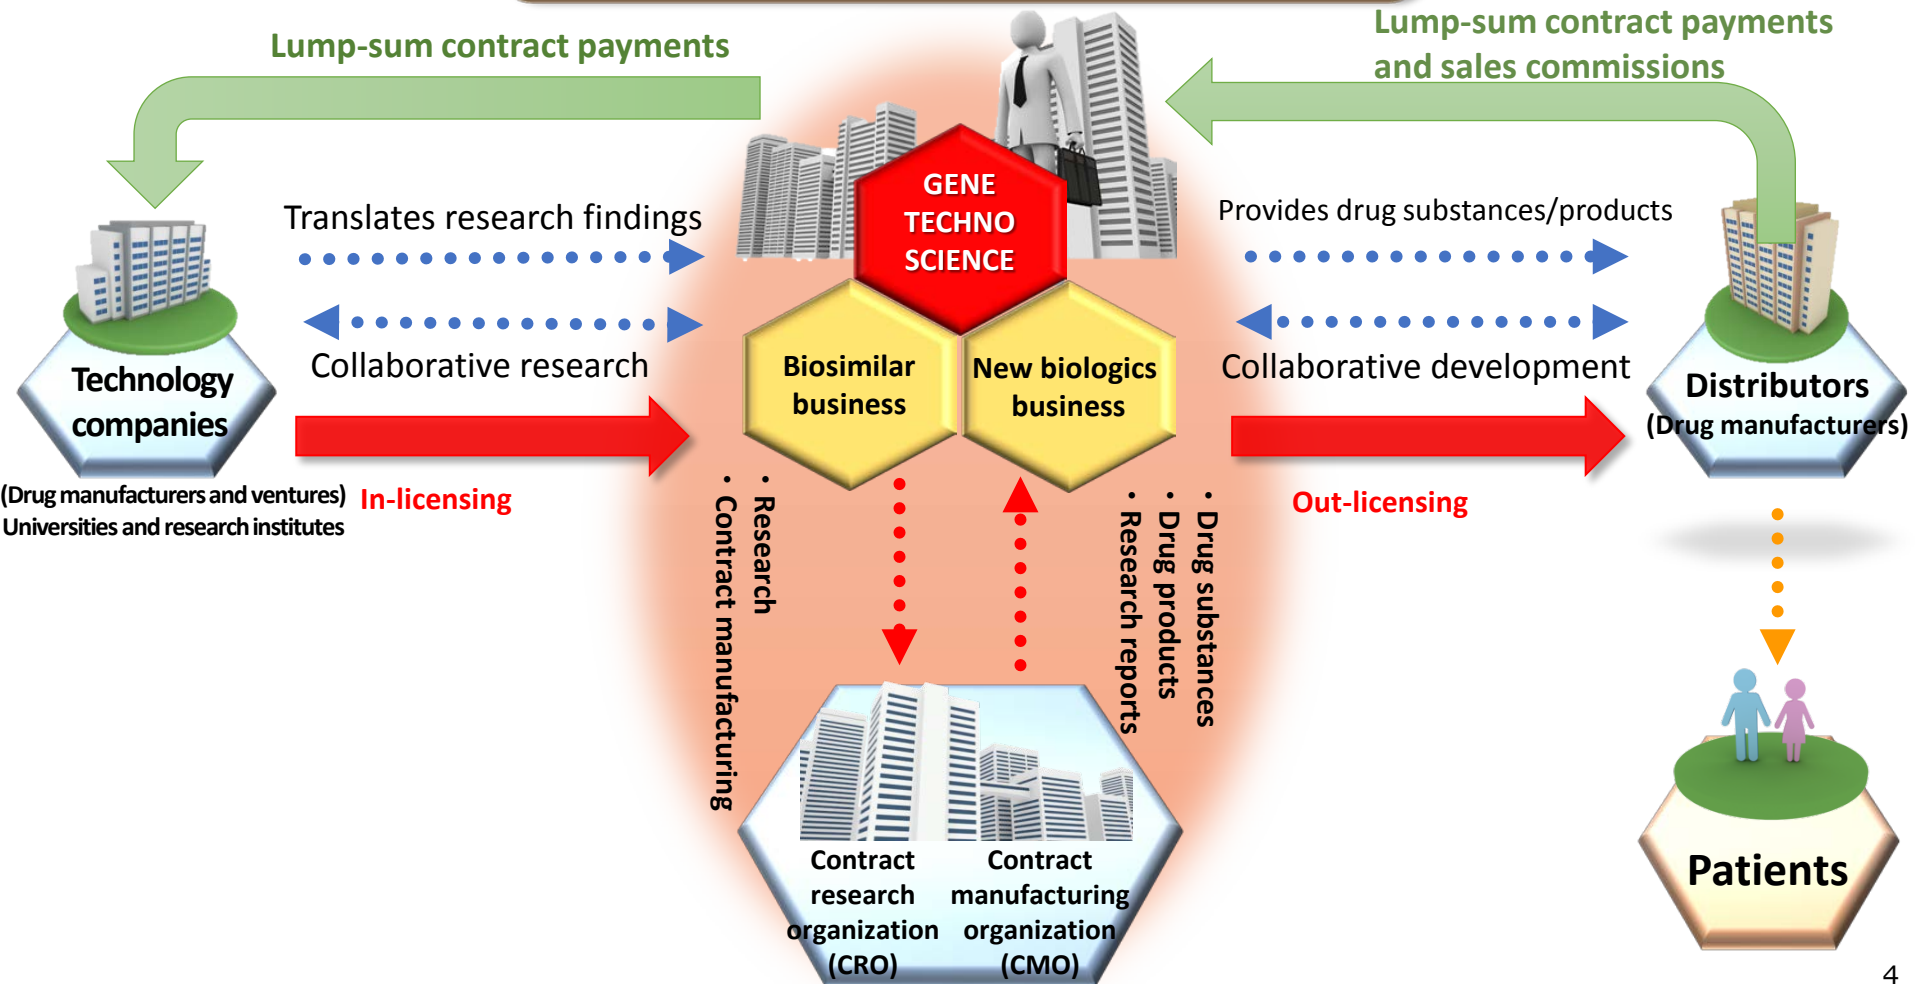 Lump-sum contract payments
Lump-sum contract payments
and sales commissions
GENE
TECHNO
SCIENCE
Translates research findings
Provides drug substances/products
Collaborative research
Collaborative development
Technology
companies
Biosimilar
business
New biologics
business
Distributors
(Drug manufacturers)
(Drug manufacturers and ventures)
Universities and research institutes
In-licensing
Out-licensing
・Research
・Contract manufacturing
・Drug substances
・Drug products
・Research reports
Contract
research
organization
(CRO)
Contract
manufacturing
organization
(CMO)
Patients
4